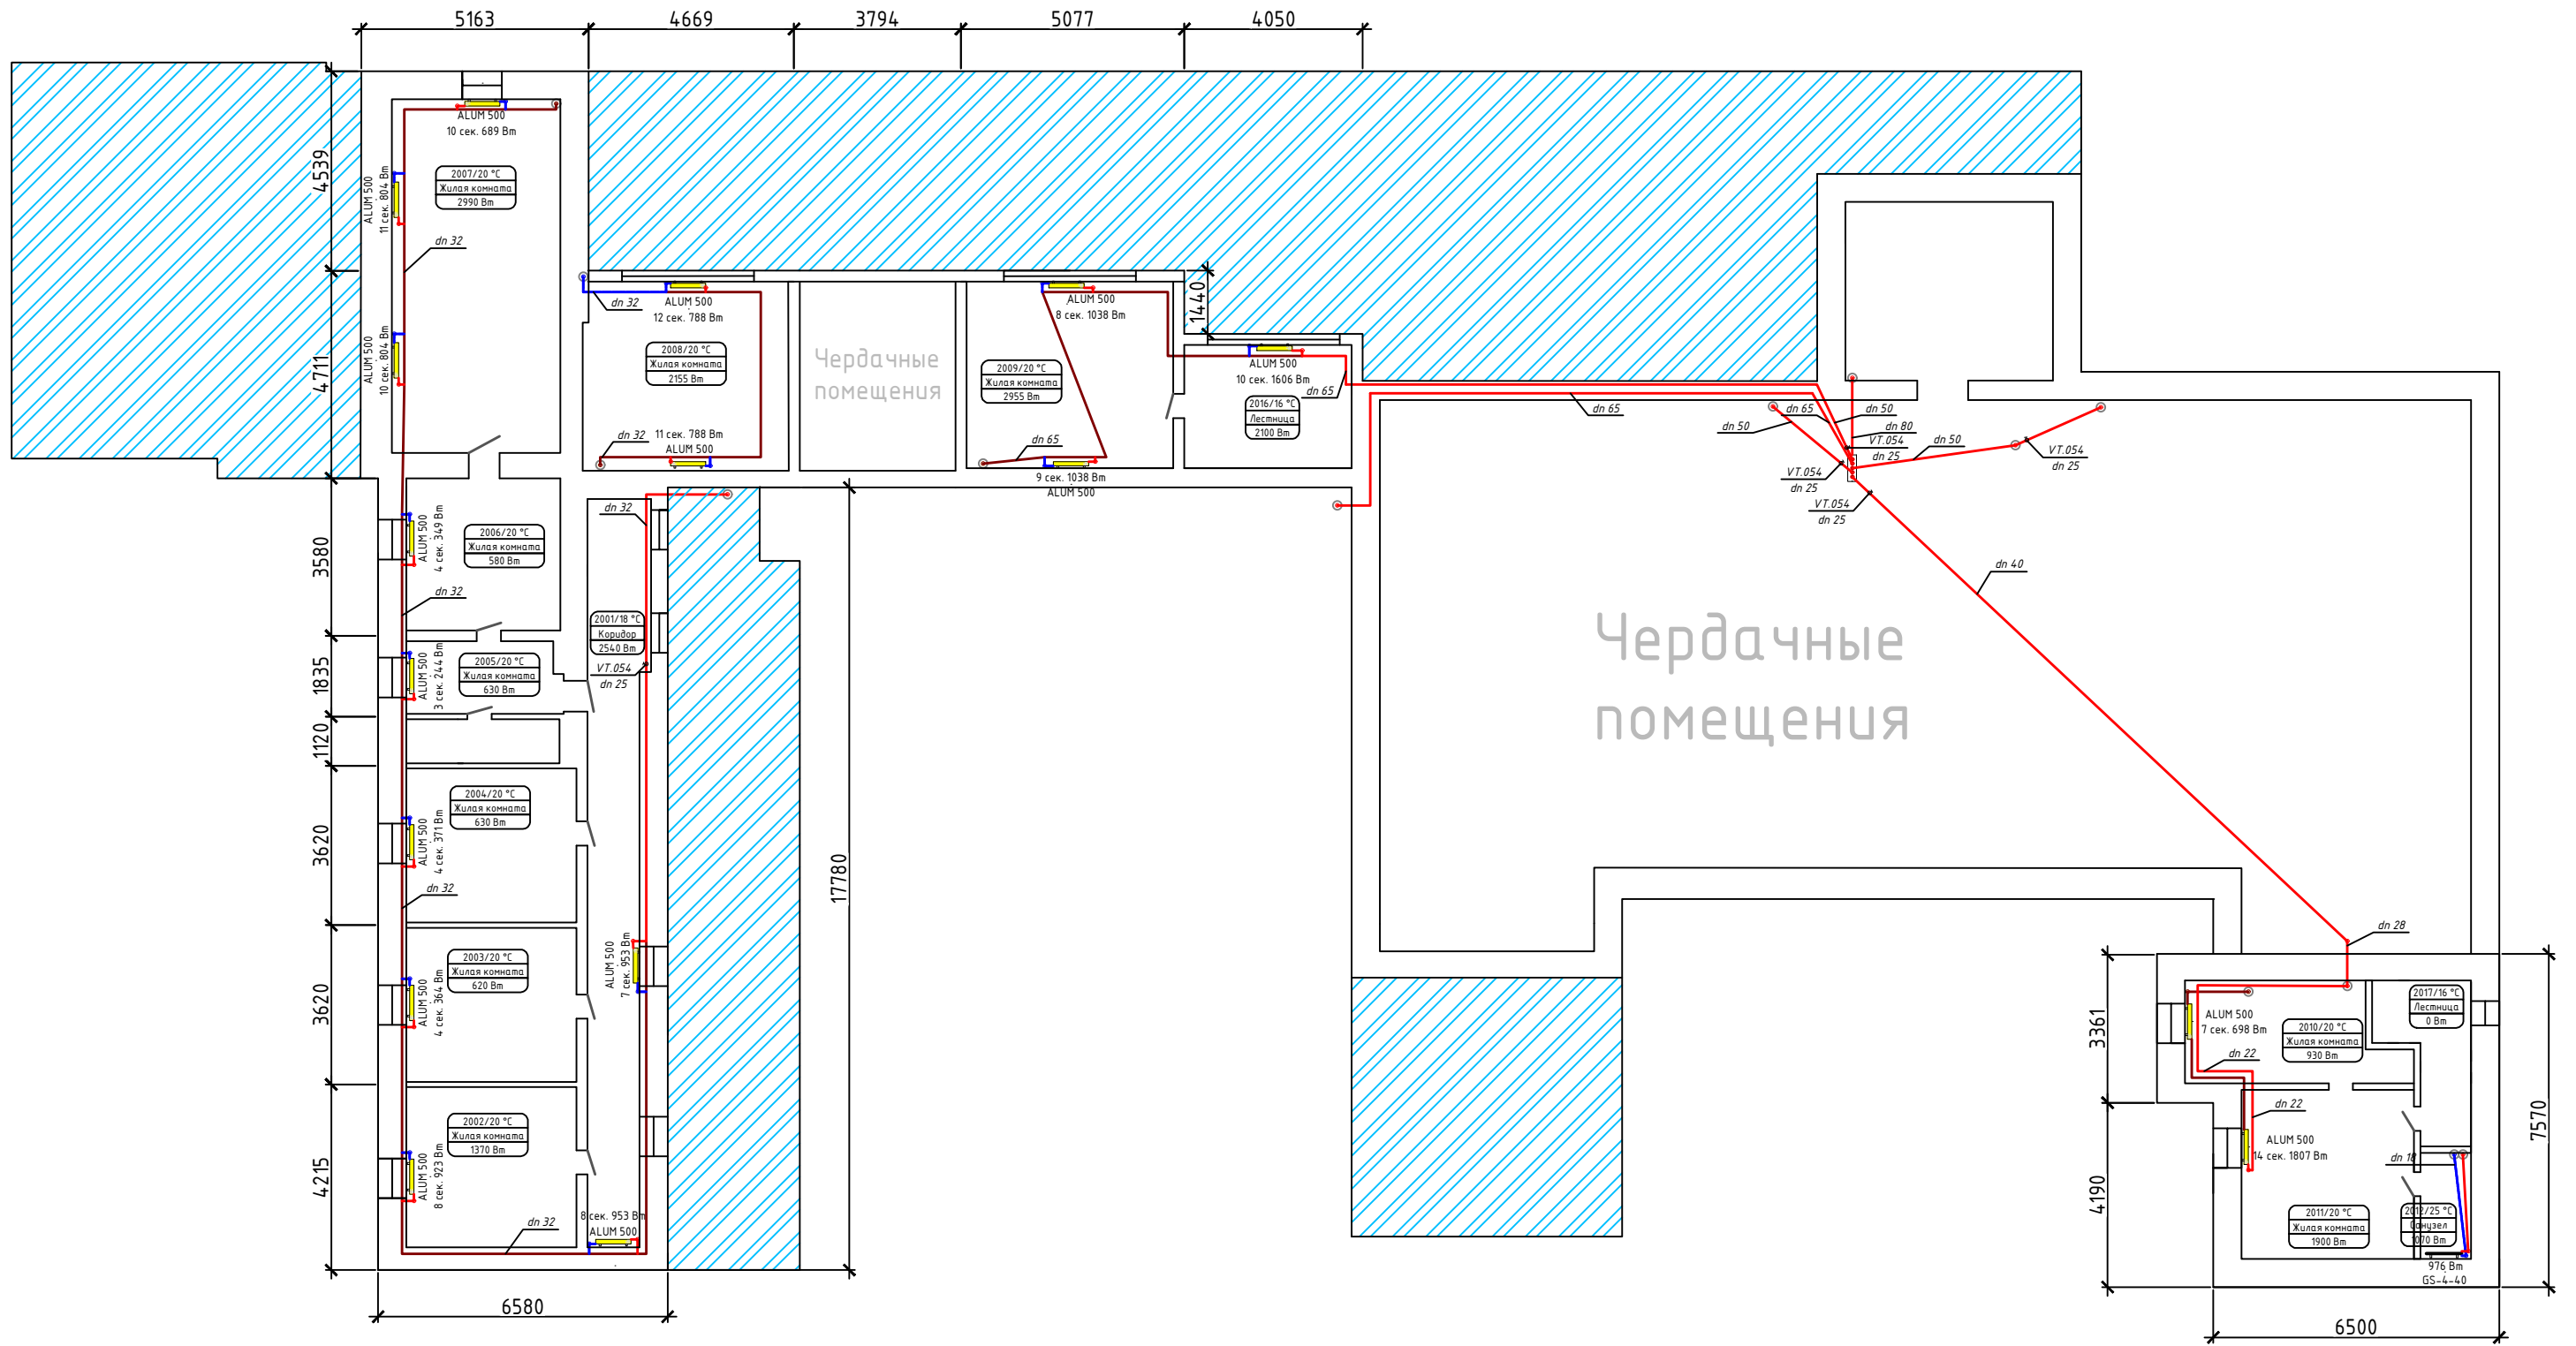 5163
4669
3794
5077
4050
4539
4711
3580
1835
1120
3620
3620
4215
6580
17780
1440
ALUM 500
10 сек. 689 Вт
2007/20 °C
Жилая комната
2990 Вт
ALUM 500
11 сек. 804 Вт
dn 32
ALUM 500
10 сек. 804 Вт
dn 32
ALUM 500
12 сек. 788 Вт
2008/20 °C
Жилая комната
2155 Вт
dn 32
11 сек. 788 Вт
ALUM 500
Чердачные
помещения
ALUM 500
8 сек. 1038 Вт
2009/20 °C
Жилая комната
2955 Вт
dn 65
9 сек. 1038 Вт
ALUM 500
ALUM 500
10 сек. 1606 Вт
dn 65
2016/16 °C
Лестница
2100 Вт
dn 65
dn 50
dn 65
dn 50
dn 80
VT.054
dn 25
VT.054
dn 25
VT.054
dn 25
dn 50
VT.054
dn 25
dn 40
Чердачные
помещения
ALUM 500
4 сек. 349 Вт
2006/20 °C
Жилая комната
580 Вт
dn 32
dn 32
2001/18 °C
Коридор
2540 Вт
VT.054
dn 25
ALUM 500
3 сек. 244 Вт
2005/20 °C
Жилая комната
630 Вт
2004/20 °C
Жилая комната
630 Вт
ALUM 500
4 сек. 371 Вт
dn 32
2003/20 °C
Жилая комната
620 Вт
ALUM 500
4 сек. 364 Вт
ALUM 500
7 сек. 953 Вт
2002/20 °C
Жилая комната
1370 Вт
ALUM 500
8 сек. 923 Вт
dn 32
8 сек. 953 Вт
ALUM 500
dn 28
3361
4190
7570
6500
ALUM 500
7 сек. 698 Вт
dn 22
2010/20 °C
Жилая комната
930 Вт
2017/16 °C
Лестница
0 Вт
dn 22
ALUM 500
14 сек. 1807 Вт
dn 18
2011/20 °C
Жилая комната
1900 Вт
2012/25 °C
Санузел
1070 Вт
976 Вт
GS-4-40